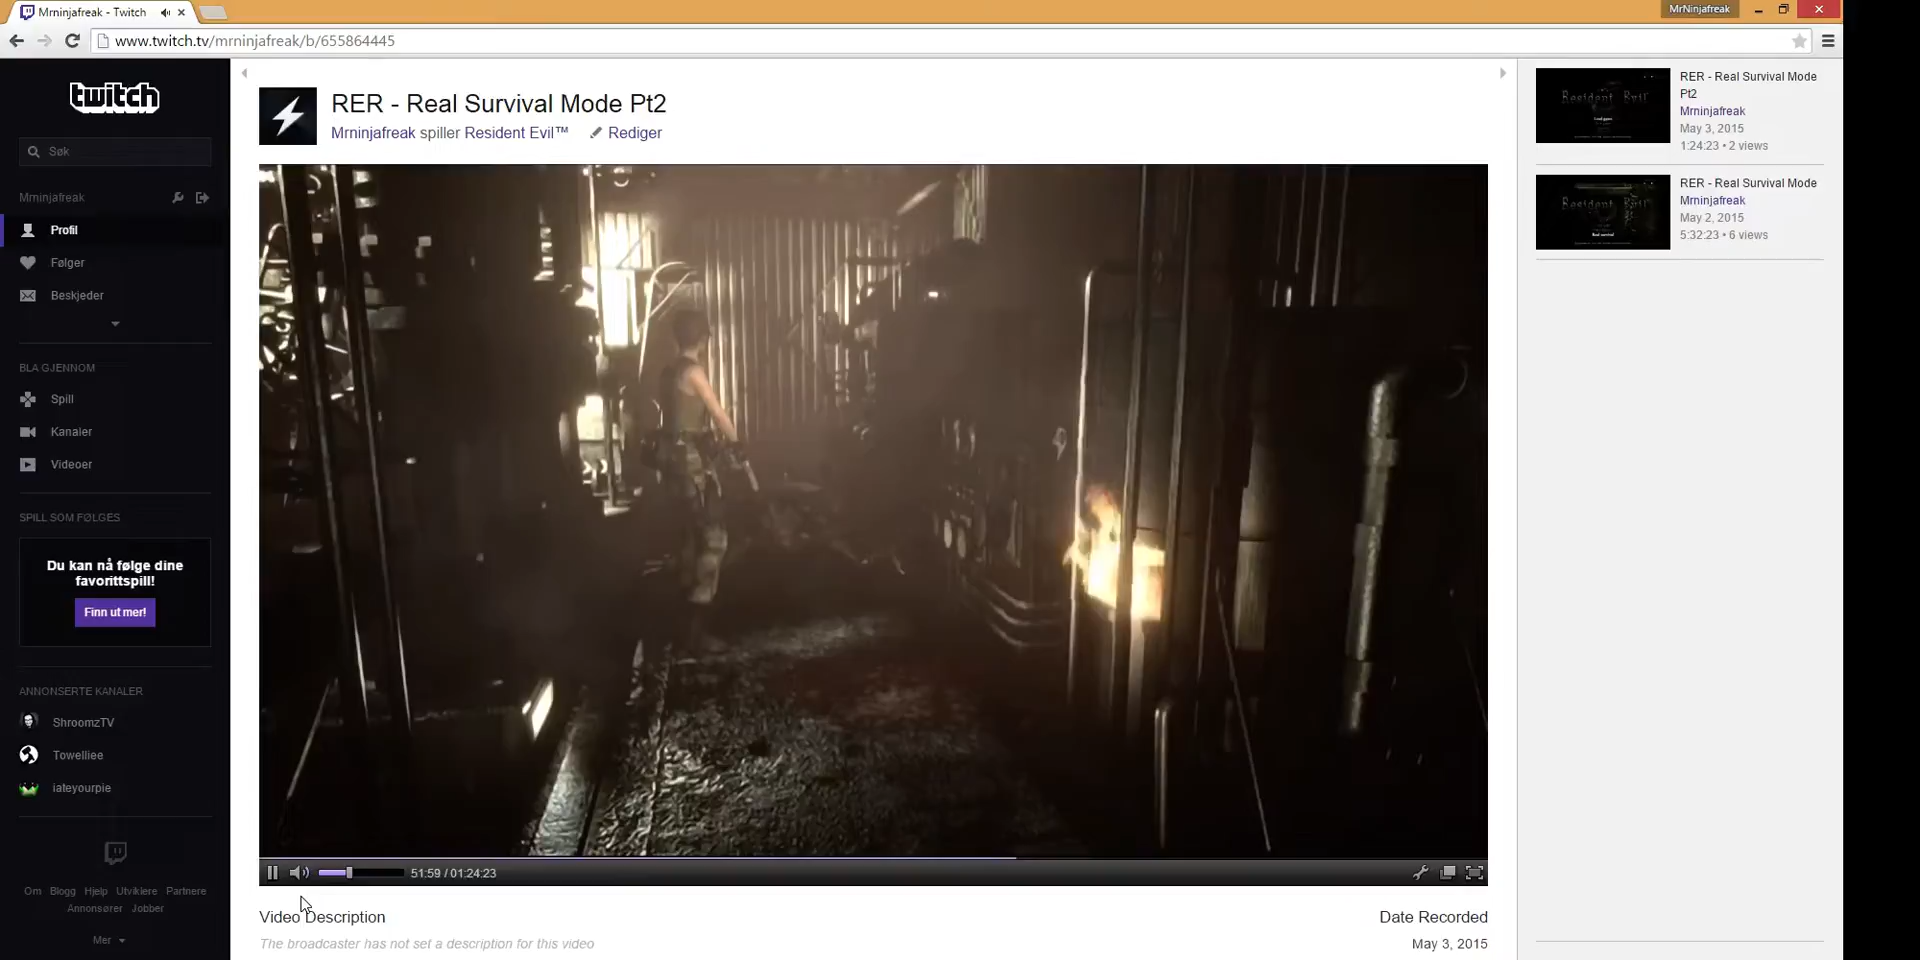 Mrninjafreak - Twitch
MrNinjafreak
www.twitch.tv/mrninjafreak/b/655864445
twitch
Søk
Mrninjafreak
Profil
Følger
Beskjeder
BLA GJENNOM
Spill
Kanaler
Videoer
SPILL SOM FØLGES
Du kan nå følge dine
favorittspill!
Finn ut mer!
ANNONSERTE KANALER
ShroomzTV
Towelliee
iateyourpie
Om Blogg Hjelp Utviklere Partnere
Annonsører Jobber
Mer
RER - Real Survival Mode Pt2
Mrninjafreak spiller Resident Evil™ Rediger
51:59 / 01:24:23
Video Description
The broadcaster has not set a description for this video
Date Recorded
May 3, 2015
Resident Evil
RER - Real Survival Mode
Pt2
Mrninjafreak
May 3, 2015
1:24:23 • 2 views
Resident Evil
RER - Real Survival Mode
Mrninjafreak
May 2, 2015
5:32:23 • 6 views